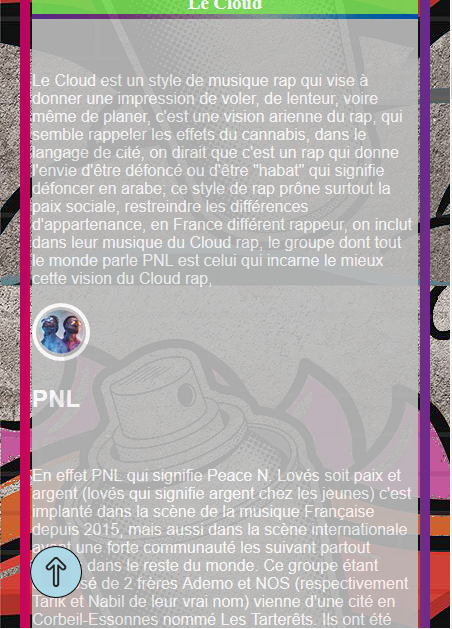 Le Cloud
Le Cloud est un style de musique rap qui vise à
donner une impression de voler, de lenteur, voire
même de planer, c'est une vision arienne du rap, qui
semble rappeler les effets du cannabis, dans le
langage de cité, on dirait que c'est un rap qui donne
l'envie d'être défoncé ou d'être "habat" qui signifie
défoncer en arabe; ce style de rap prône surtout la
paix sociale, restreindre les différences
d'appartenance, en France différent rappeur, on inclut
dans leur musique du Cloud rap, le groupe dont tout
le monde parle PNL est celui qui incarne le mieux
cette vision du Cloud rap,
PNL
En effet PNL qui signifie Peace N. Lovés soit paix et
argent (lovés qui signifie argent chez les jeunes) c'est
implanté dans la scène de la musique Française
depuis 2015, mais aussi dans la scène internationale
une forte communauté les suivant partout
dans le reste du monde. Ce groupe étant
de 2 frères Ademo et NOS (respectivement
Tarik et Nabil de leur vrai nom) vienne d'une cité en
Corbeil-Essonnes nommé Les Tarterêts. Ils ont été